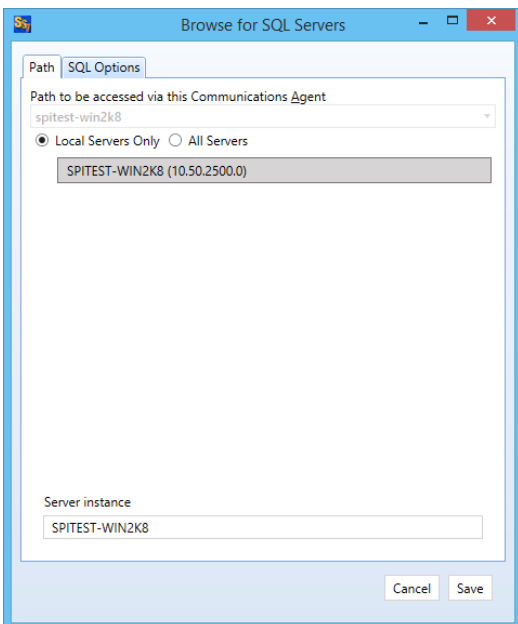 Browse for SQL Servers
Path SQL Options
Path to be accessed via this Communications Agent
spitest-win2k8
Local Servers Only All Servers
SPITEST-WIN2K8 (10.50.2500.0)
Server instance
SPITEST-WIN2K8
Cancel Save